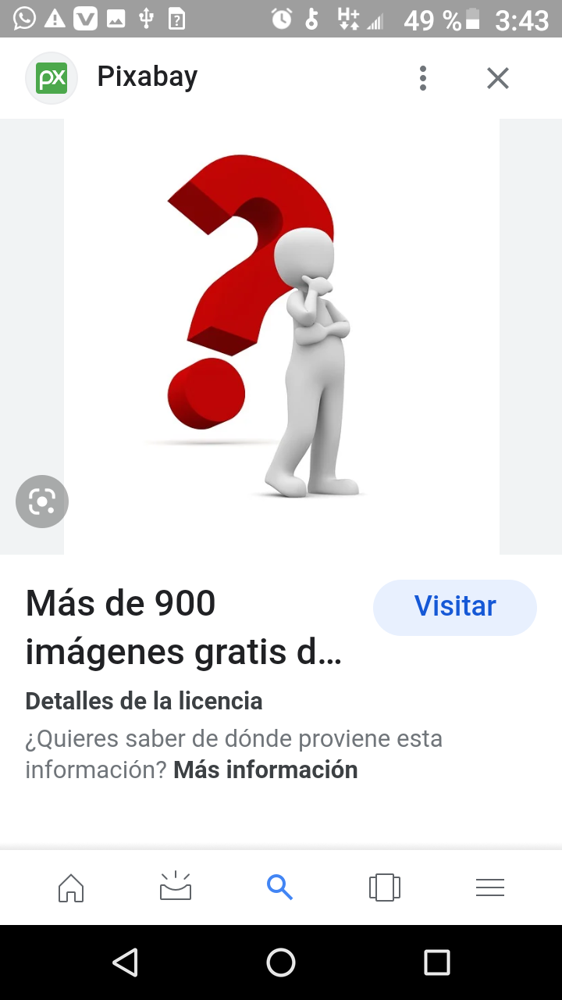 H+ 49 % 3:43
px Pixabay
Más de 900
imágenes gratis d...
Visitar
Detalles de la licencia
¿Quieres saber de dónde proviene esta
información? Más información